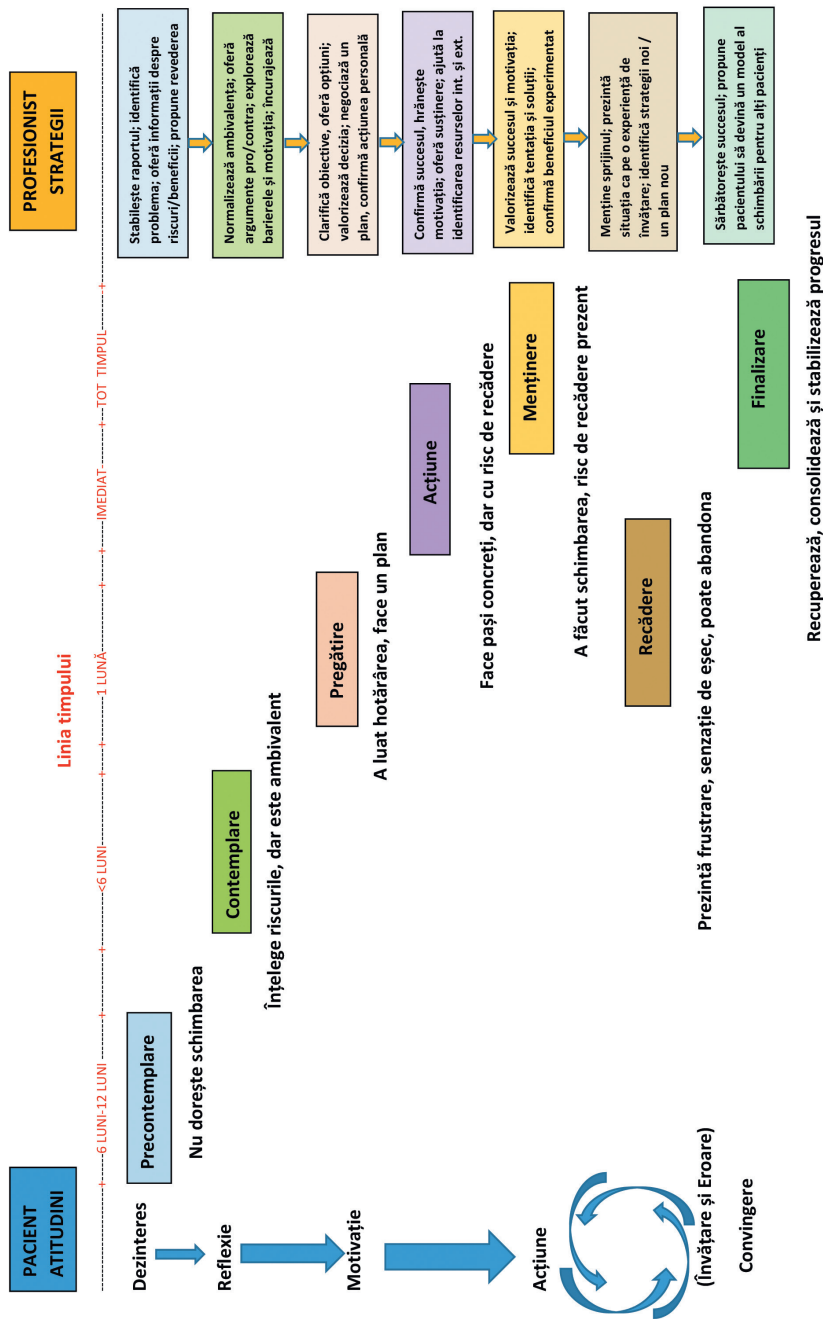 PACIENT
ATITUDINI
PROFESIONIST
STRATEGII
Linia timpului
+-----6 LUNI-12 LUNI-----+
+-----<6 LUNI-----+
+-----1 LUNĂ-----+
+-----IMEDIAT-----+
TOT TIMPUL-----+
Dezinteres
Reflexie
Motivație
Acțiune
(Învățare și Eroare)
Convingere
Precontemplare
Nu dorește schimbarea
Contemplare
Înțelege riscurile, dar este ambivalent
Pregătire
A luat hotărârea, face un plan
Acțiune
Face pași concreți, dar cu risc de recădere
Menținere
A făcut schimbarea, risc de recădere prezent
Recădere
Prezintă frustrare, senzație de eșec, poate abandona
Finalizare
Recuperează, consolidează și stabilizează progresul
Stabilește raportul; identifică
problema; oferă informații despre
riscuri/beneficii; propune revederea
Normalizează ambivalența; oferă
argumente pro/contra; explorează
barierele și motivația; încurajează
Clarifică obiective, oferă opțiuni;
valorizează decizia; negociază un
plan, confirmă acțiunea personală
Confirmă succesul, hrănește
motivația; oferă susținere; ajută la
identificarea resurselor int. și ext.
Valorizează succesul și motivația;
identifică tentația și soluții;
confirmă beneficiul experimentat
Menține sprijinul; prezintă
situația ca pe o experiență de
învățare; identifică strategii noi /
un plan nou
Sărbătorește succesul; propune
pacientului să devină un model al
schimbării pentru alți pacienți